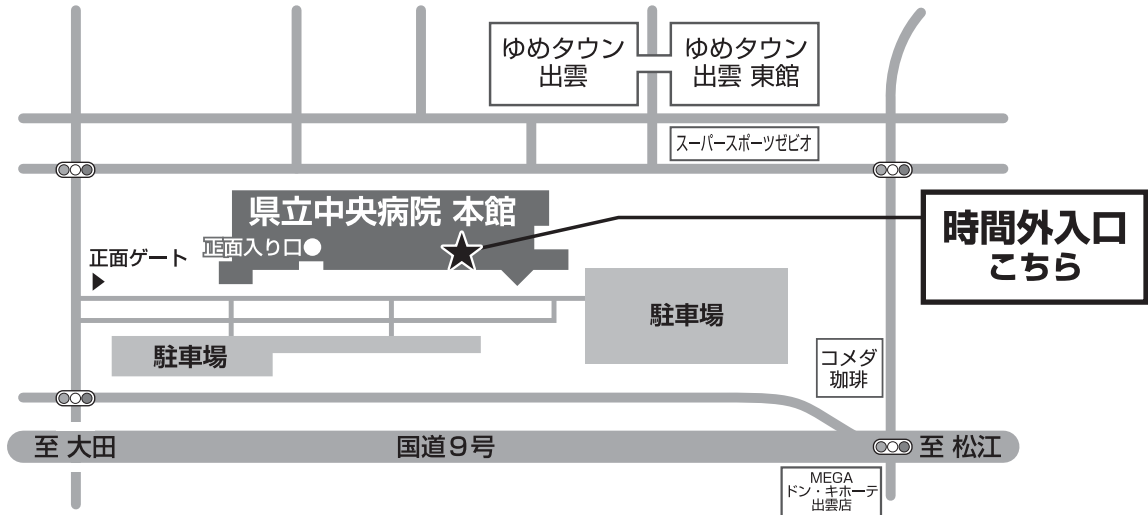 ゆめタウン
出雲
ゆめタウン
出雲 東館
スーパースポーツゼビオ
県立中央病院 本館
正面入り口
正面ゲート
時間外入口
こちら
駐車場
駐車場
コメダ
珈琲
至 大田
国道9号
至 松江
MEGA
ドン・キホーテ
出雲店